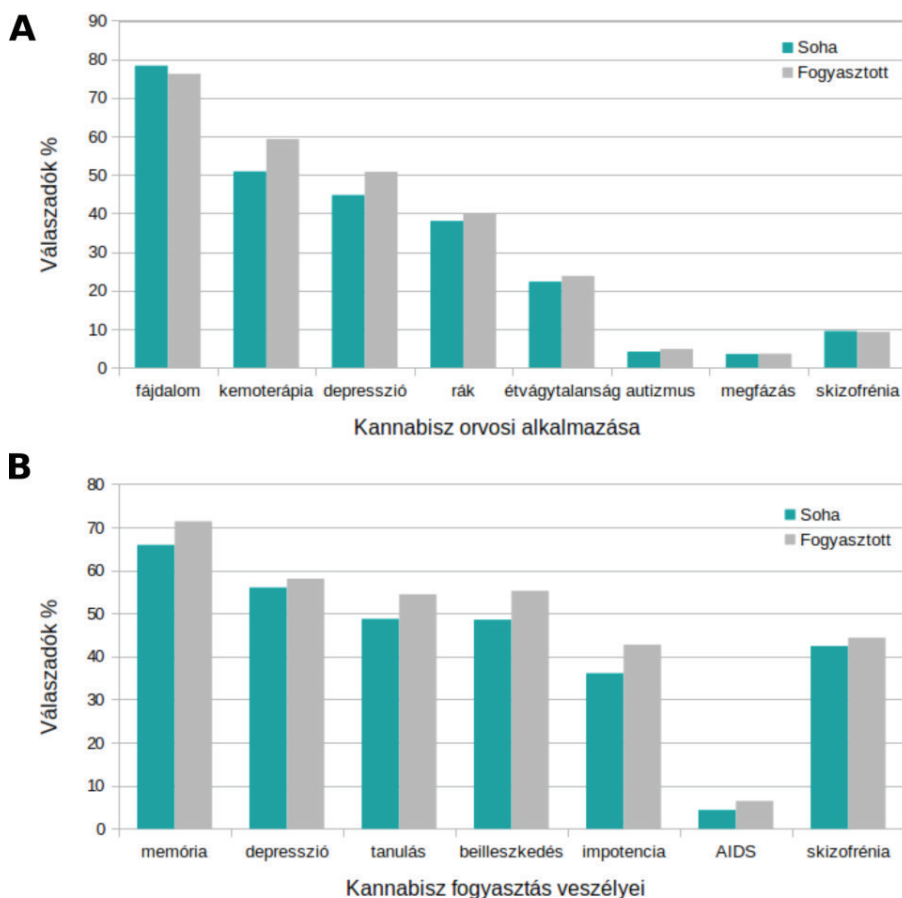 A
90
80
70
60
50
40
30
20
10
0
Válaszadók %
Soha
Fogyasztott
fájdalom kemoterápia depresszió rák étvágytalanság autizmus megfázás skizofrénia
Kannabisz orvosi alkalmazása
B
80
70
60
50
40
30
20
10
0
Válaszadók %
Soha
Fogyasztott
memória depresszió tanulás beilleszkedés impotencia AIDS skizofrénia
Kannabisz fogyasztás veszélyei